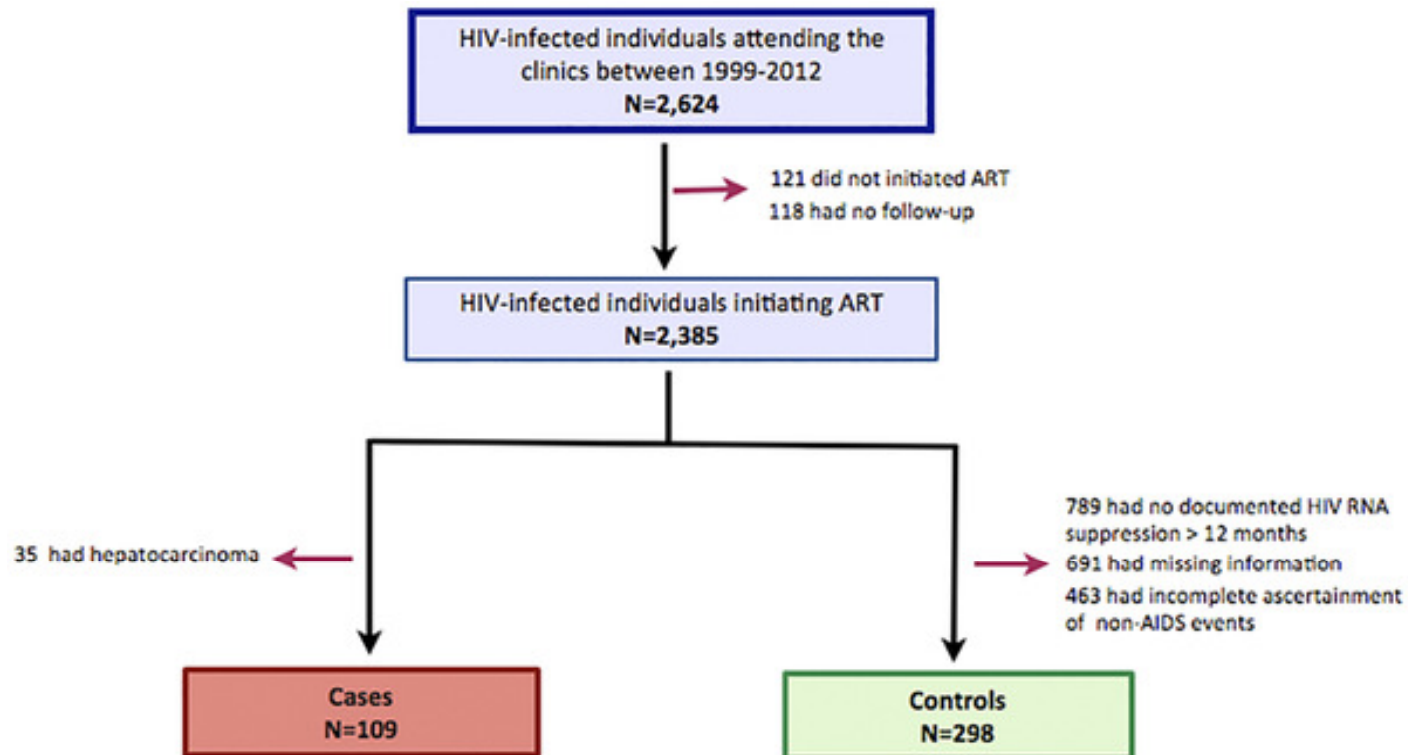 HIV-infected individuals attending the
clinics between 1999-2012
N=2,624
121 did not initiated ART
118 had no follow-up
HIV-infected individuals initiating ART
N=2,385
35 had hepatocarcinoma
789 had no documented HIV RNA
suppression > 12 months
691 had missing information
463 had incomplete ascertainment
of non-AIDS events
Cases
N=109
Controls
N=298